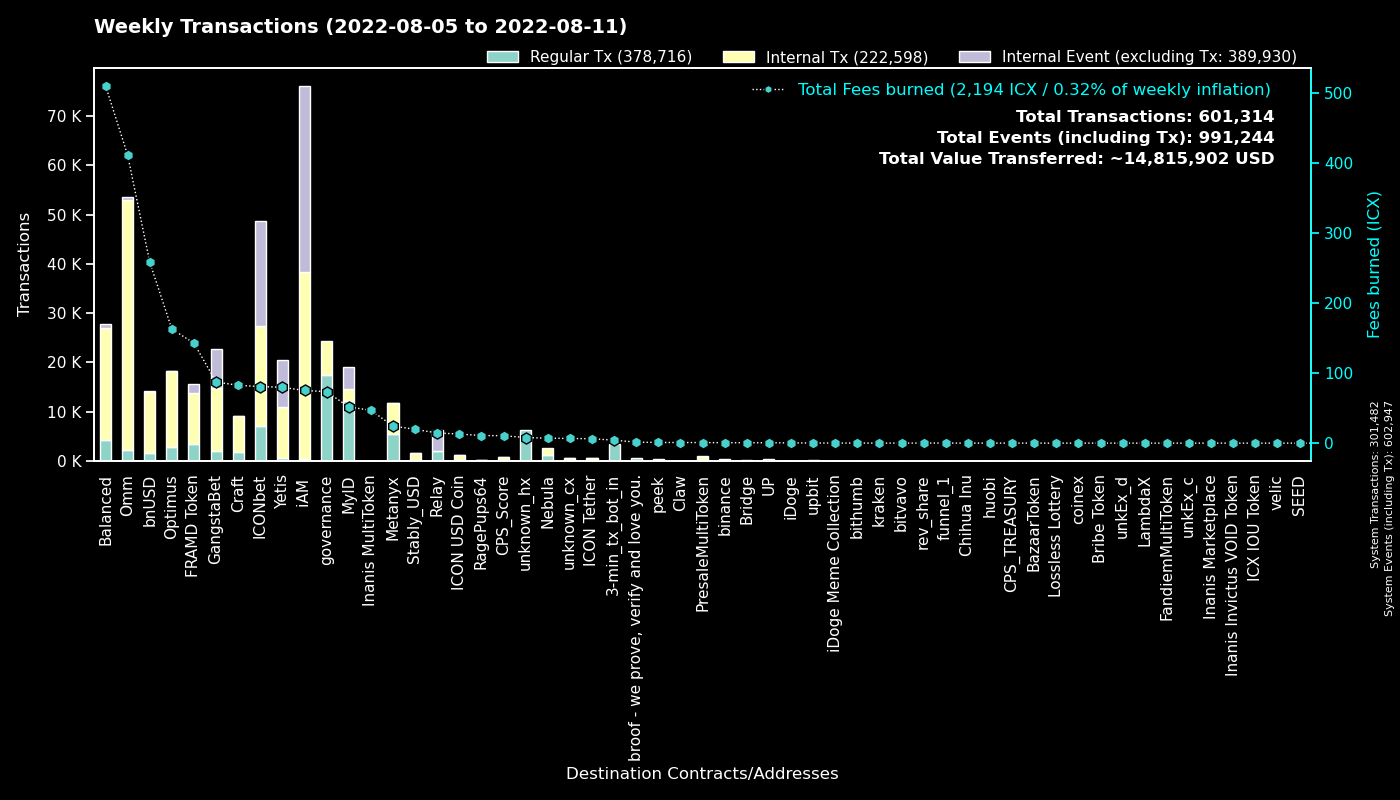 Weekly Transactions (2022-08-05 to 2022-08-11)
Regular Tx (378,716)
Internal Tx (222,598)
Internal Event (excluding Tx: 389,930)
Total Fees burned (2,194 ICX / 0.32% of weekly inflation)
Total Transactions: 601,314
Total Events (including Tx): 991,244
Total Value Transferred: ~14,815,902 USD
Transactions
70 K
60 K
50 K
40 K
30 K
20 K
10 K
0 K
500
400
300
200
100
0
Fees burned (ICX)
System Transactions: 301,482
System Events (including Tx): 602,947
Balanced
Omm
bnUSD
Optimus
FRAMD Token
GangstaBet
Craft
ICONbet
Yetis
iAM
governance
MyID
Inanis MultiToken
Metanyx
Stably_USD
Relay
ICON USD Coin
RagePups64
CPS_Score
unknown_hx
Nebula
unknown_cx
ICON Tether
3-min_tx_bot_in
broof - we prove, verify and love you.
peek
Claw
PresaleMultiToken
binance
Bridge
UP
iDoge
upbit
iDoge Meme Collection
bithumb
kraken
bitvavo
rev_share
funnel_1
Chihua Inu
huobi
CPS_TREASURY
BazaarToken
Lossless Lottery
coinex
Bribe Token
unkEx_d
LambdaX
FandiemMultiToken
unkEx_c
Inanis Marketplace
Inanis Invictus VOID Token
ICX IOU Token
velic
SEED
Destination Contracts/Addresses